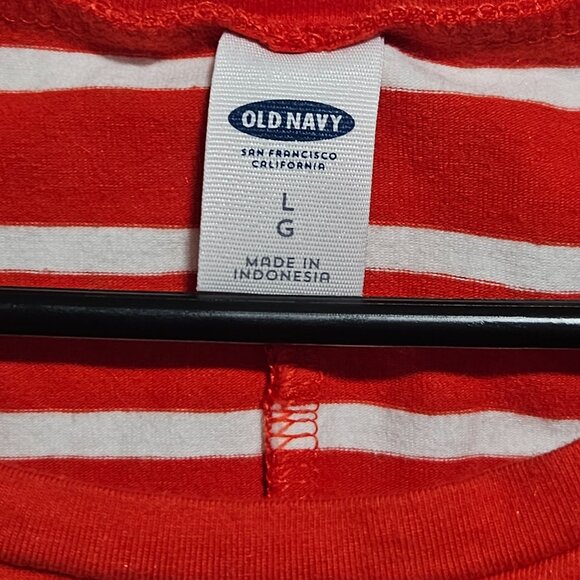 OLD NAVY
SAN FRANCISCO
CALIFORNIA
L
G
MADE IN
INDONESIA